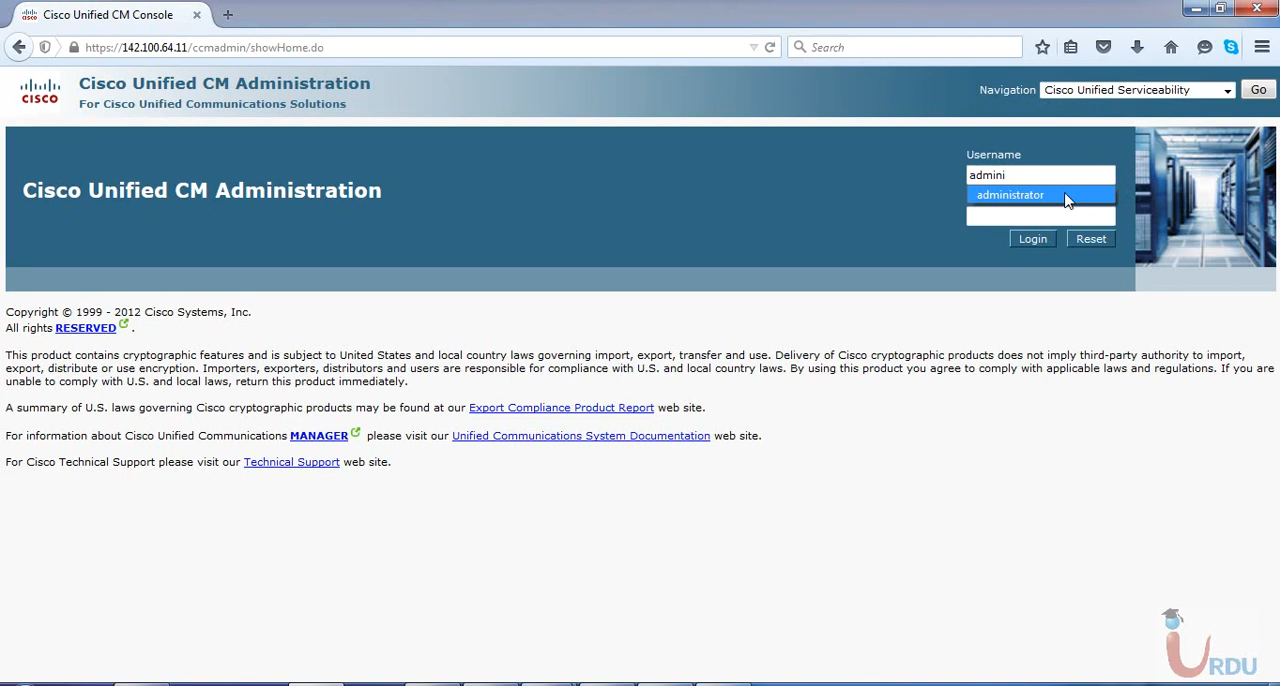 Cisco Unified CM Console
https://142.100.64.11/ccmadmin/showHome.do
Search
CISCO
Cisco Unified CM Administration
For Cisco Unified Communications Solutions
Navigation Cisco Unified Serviceability Go
Cisco Unified CM Administration
Username
admini
administrator
Login Reset
Copyright © 1999 - 2012 Cisco Systems, Inc.
All rights RESERVED .
This product contains cryptographic features and is subject to United States and local country laws governing import, export, transfer and use. Delivery of Cisco cryptographic products does not imply third-party authority to import,
export, distribute or use encryption. Importers, exporters, distributors and users are responsible for compliance with U.S. and local country laws. By using this product you agree to comply with applicable laws and regulations. If you are
unable to comply with U.S. and local laws, return this product immediately.
A summary of U.S. laws governing Cisco cryptographic products may be found at our Export Compliance Product Report web site.
For information about Cisco Unified Communications MANAGER please visit our Unified Communications System Documentation web site.
For Cisco Technical Support please visit our Technical Support web site.
URDU